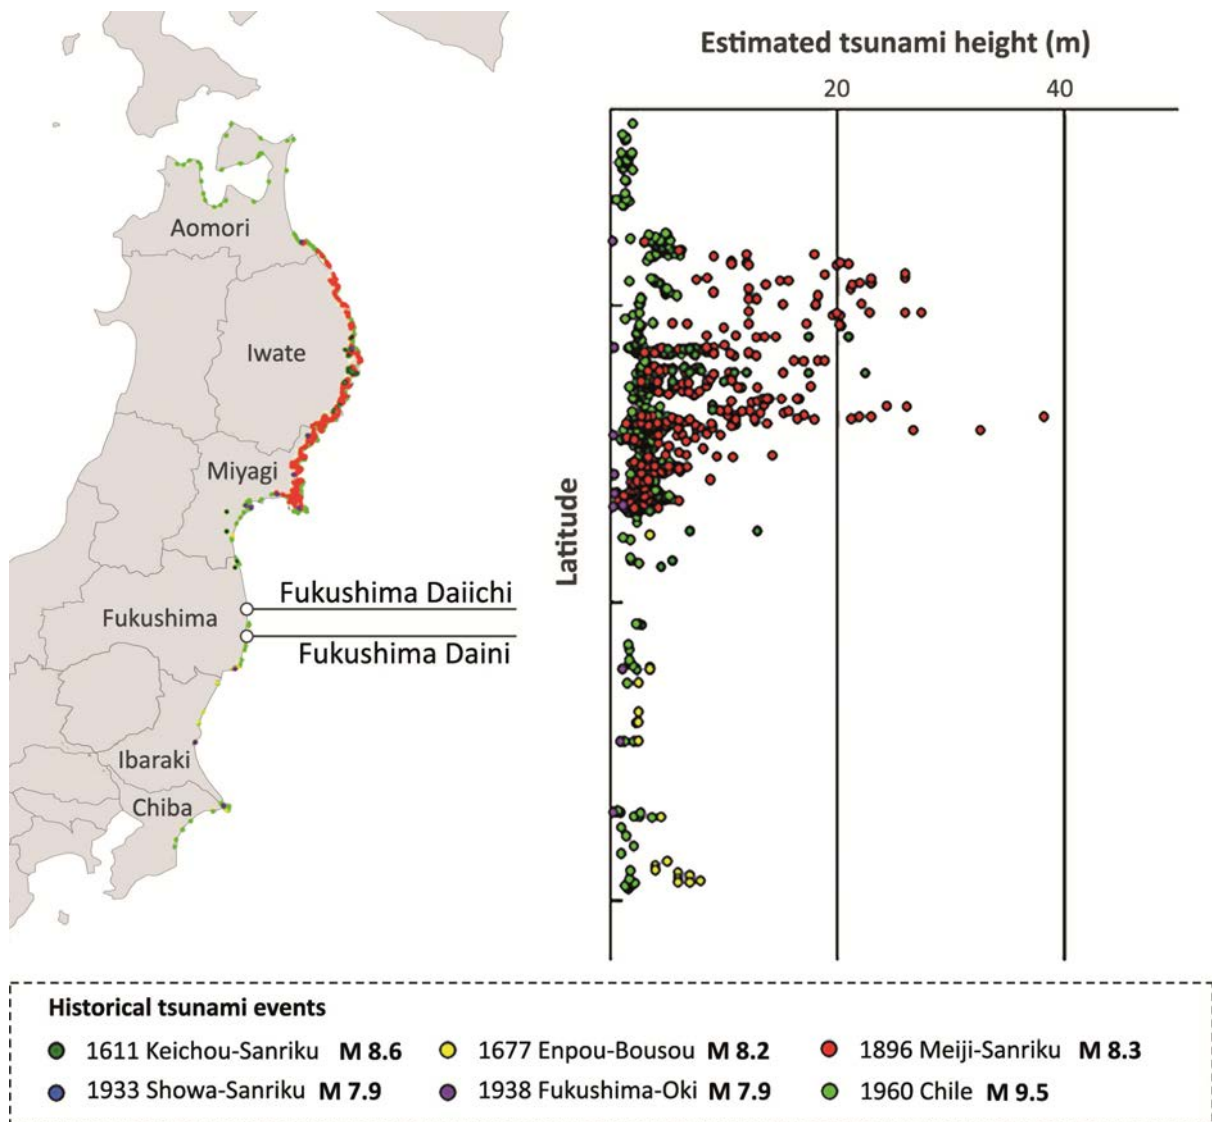 Estimated tsunami height (m)
20 40
Aomori
Iwate
Miyagi
Latitude
Fukushima Daiichi
Fukushima
Fukushima Daini
Ibaraki
Chiba
Historical tsunami events
1611 Keichou-Sanriku M 8.6 1677 Enpou-Bousou M 8.2 1896 Meiji-Sanriku M 8.3
1933 Showa-Sanriku M 7.9 1938 Fukushima-Oki M 7.9 1960 Chile M 9.5